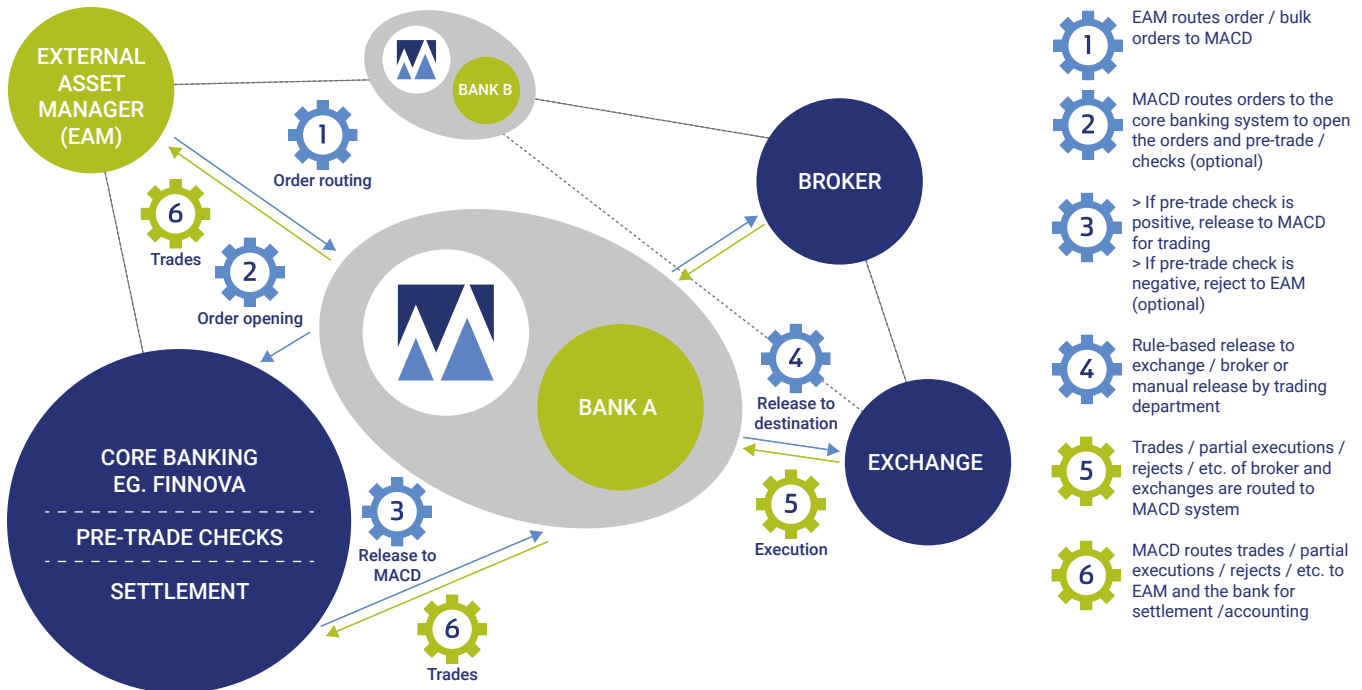 EXTERNAL
ASSET
MANAGER
(EAM)
BANK B
1
Order routing
6
Trades
2
Order opening
BROKER
BANK A
4
Release to
destination
EXCHANGE
5
Execution
CORE BANKING
EG. FINNOVA
PRE-TRADE CHECKS
SETTLEMENT
3
Release to
MACD
6
Trades
1
EAM routes order / bulk
orders to MACD
2
MACD routes orders to the
core banking system to open
the orders and pre-trade /
checks (optional)
3
> If pre-trade check is
positive, release to MACD
for trading
> If pre-trade check is
negative, reject to EAM
(optional)
4
Rule-based release to
exchange / broker or
manual release by trading
department
5
Trades / partial executions /
rejects / etc. of broker and
exchanges are routed to
MACD system
6
MACD routes trades / partial
executions / rejects / etc. to
EAM and the bank for
settlement /accounting